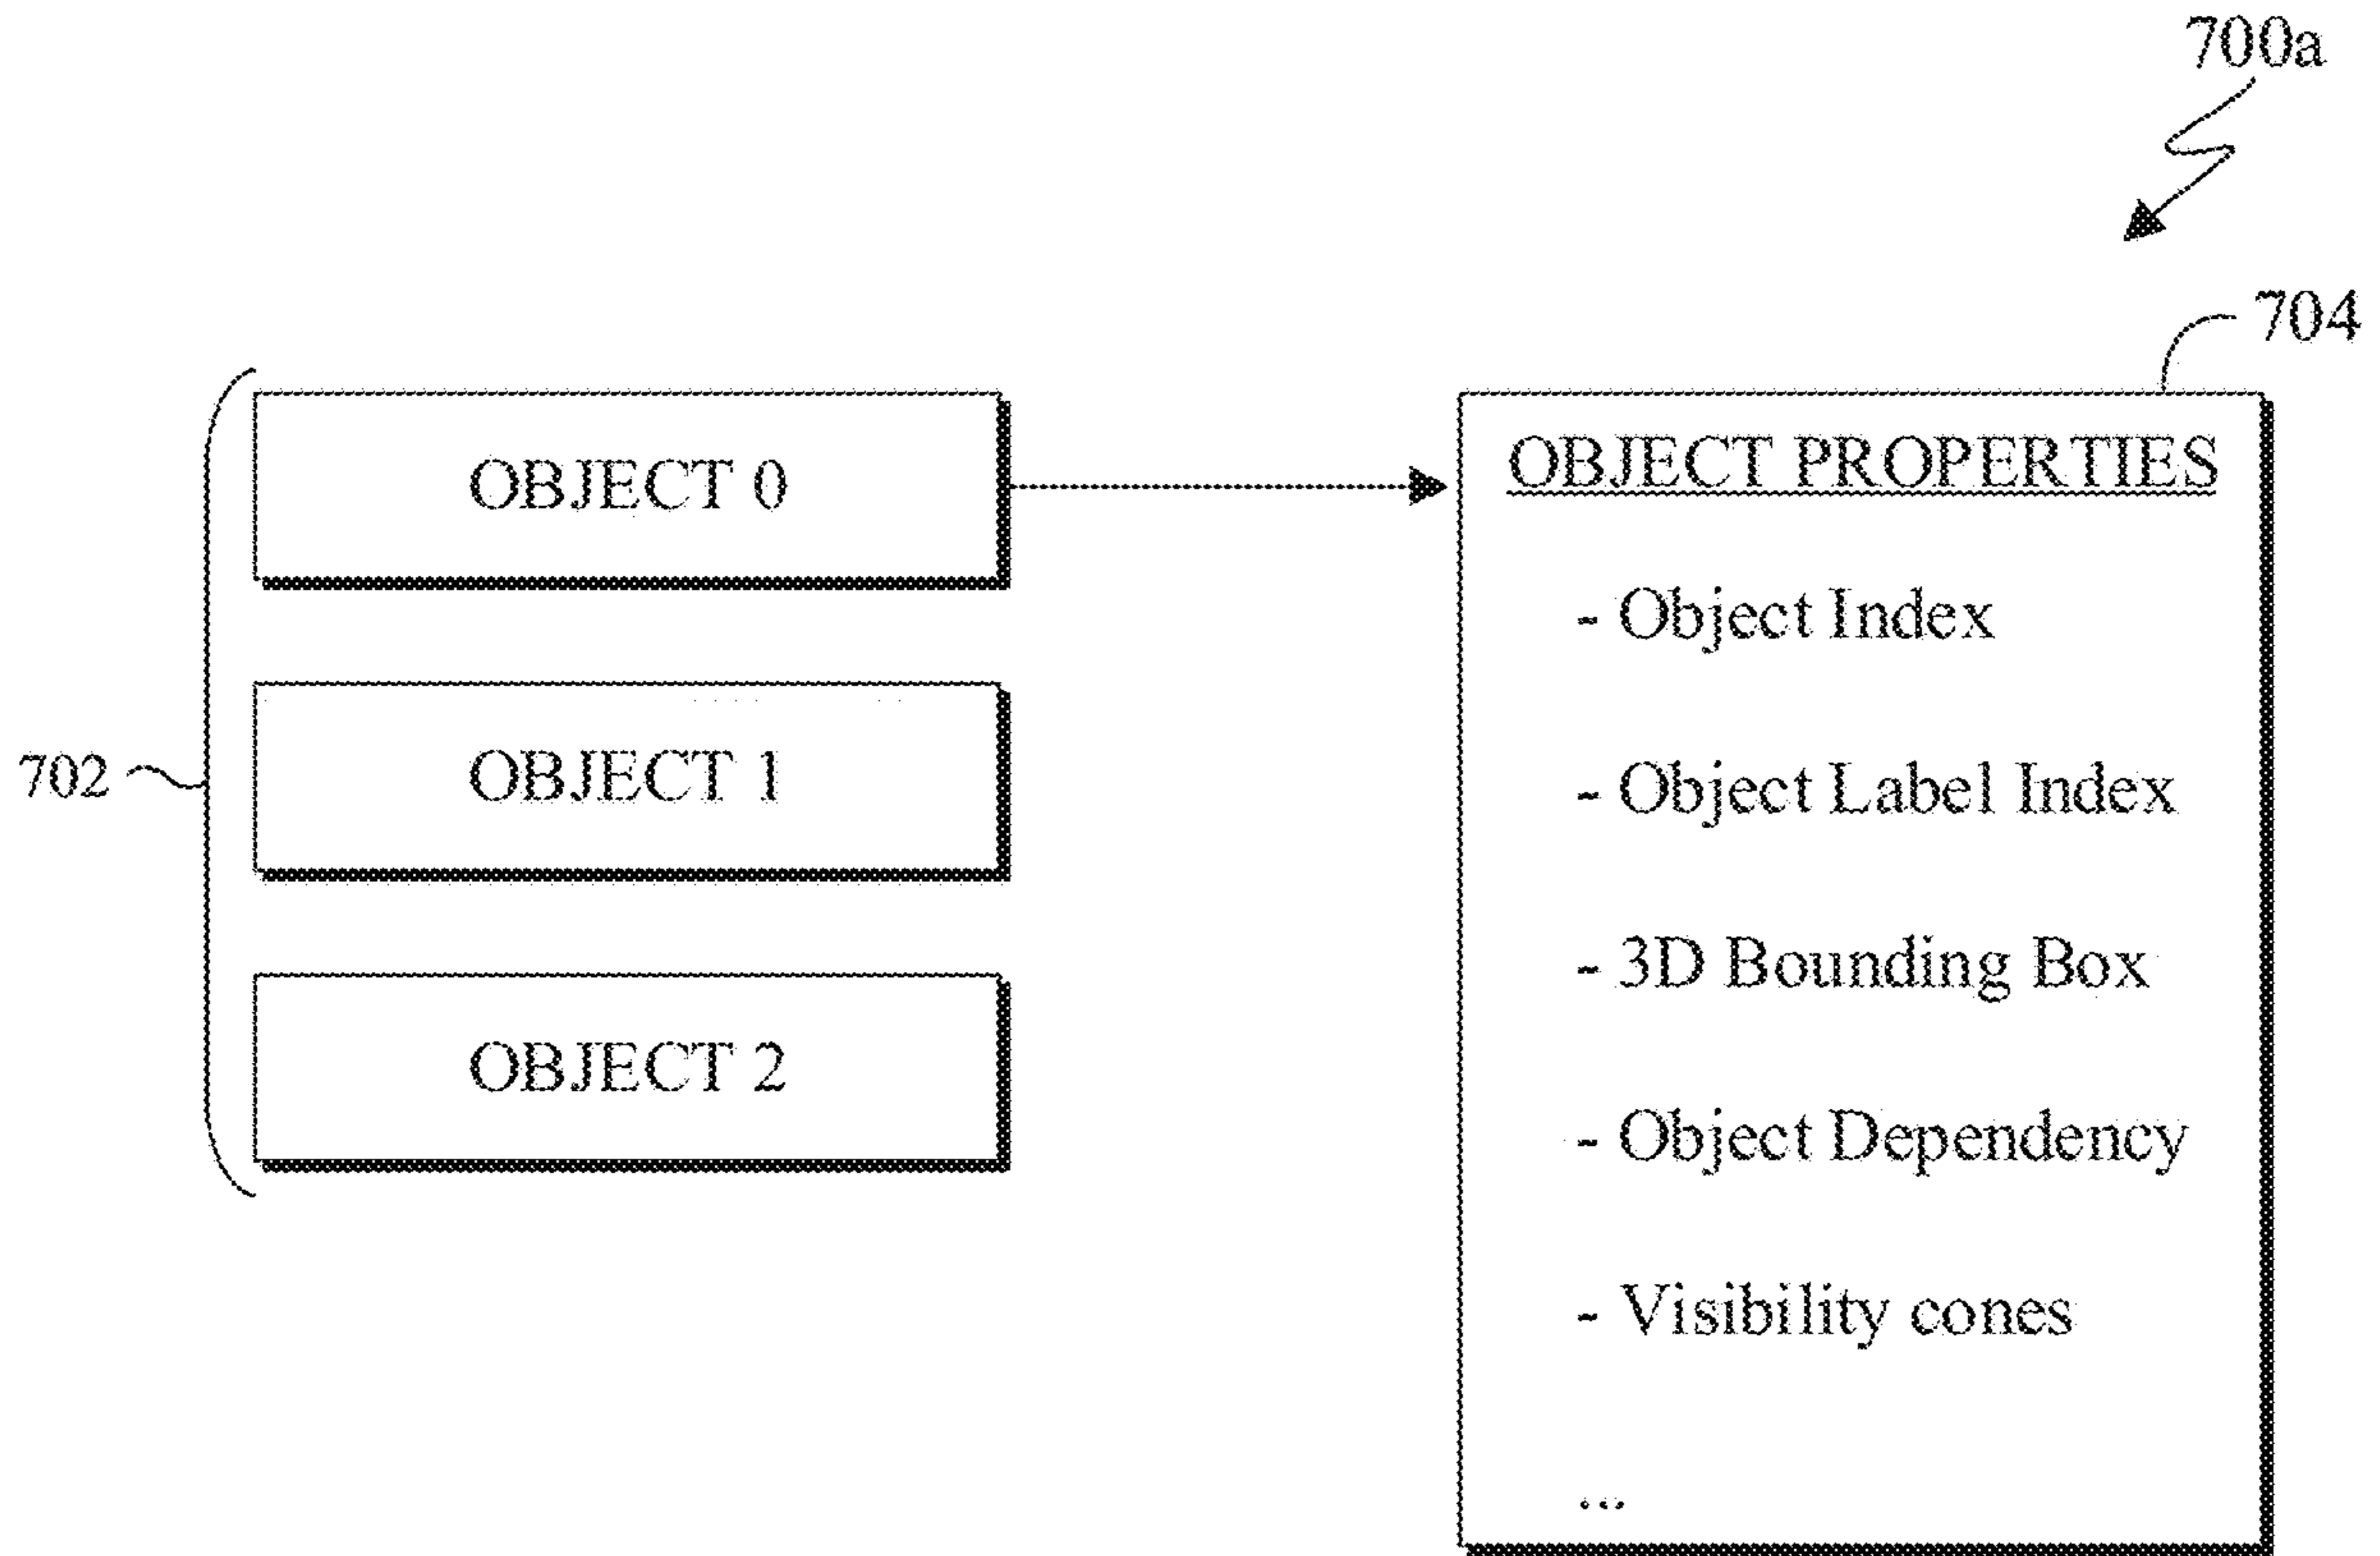 700a
704
OBJECT 0
OBJECT PROPERTIES
- Object Index
- Object Label Index
702
OBJECT 1
- 3D Bounding Box
OBJECT 2
- Object Dependency
- Visibility cones
...